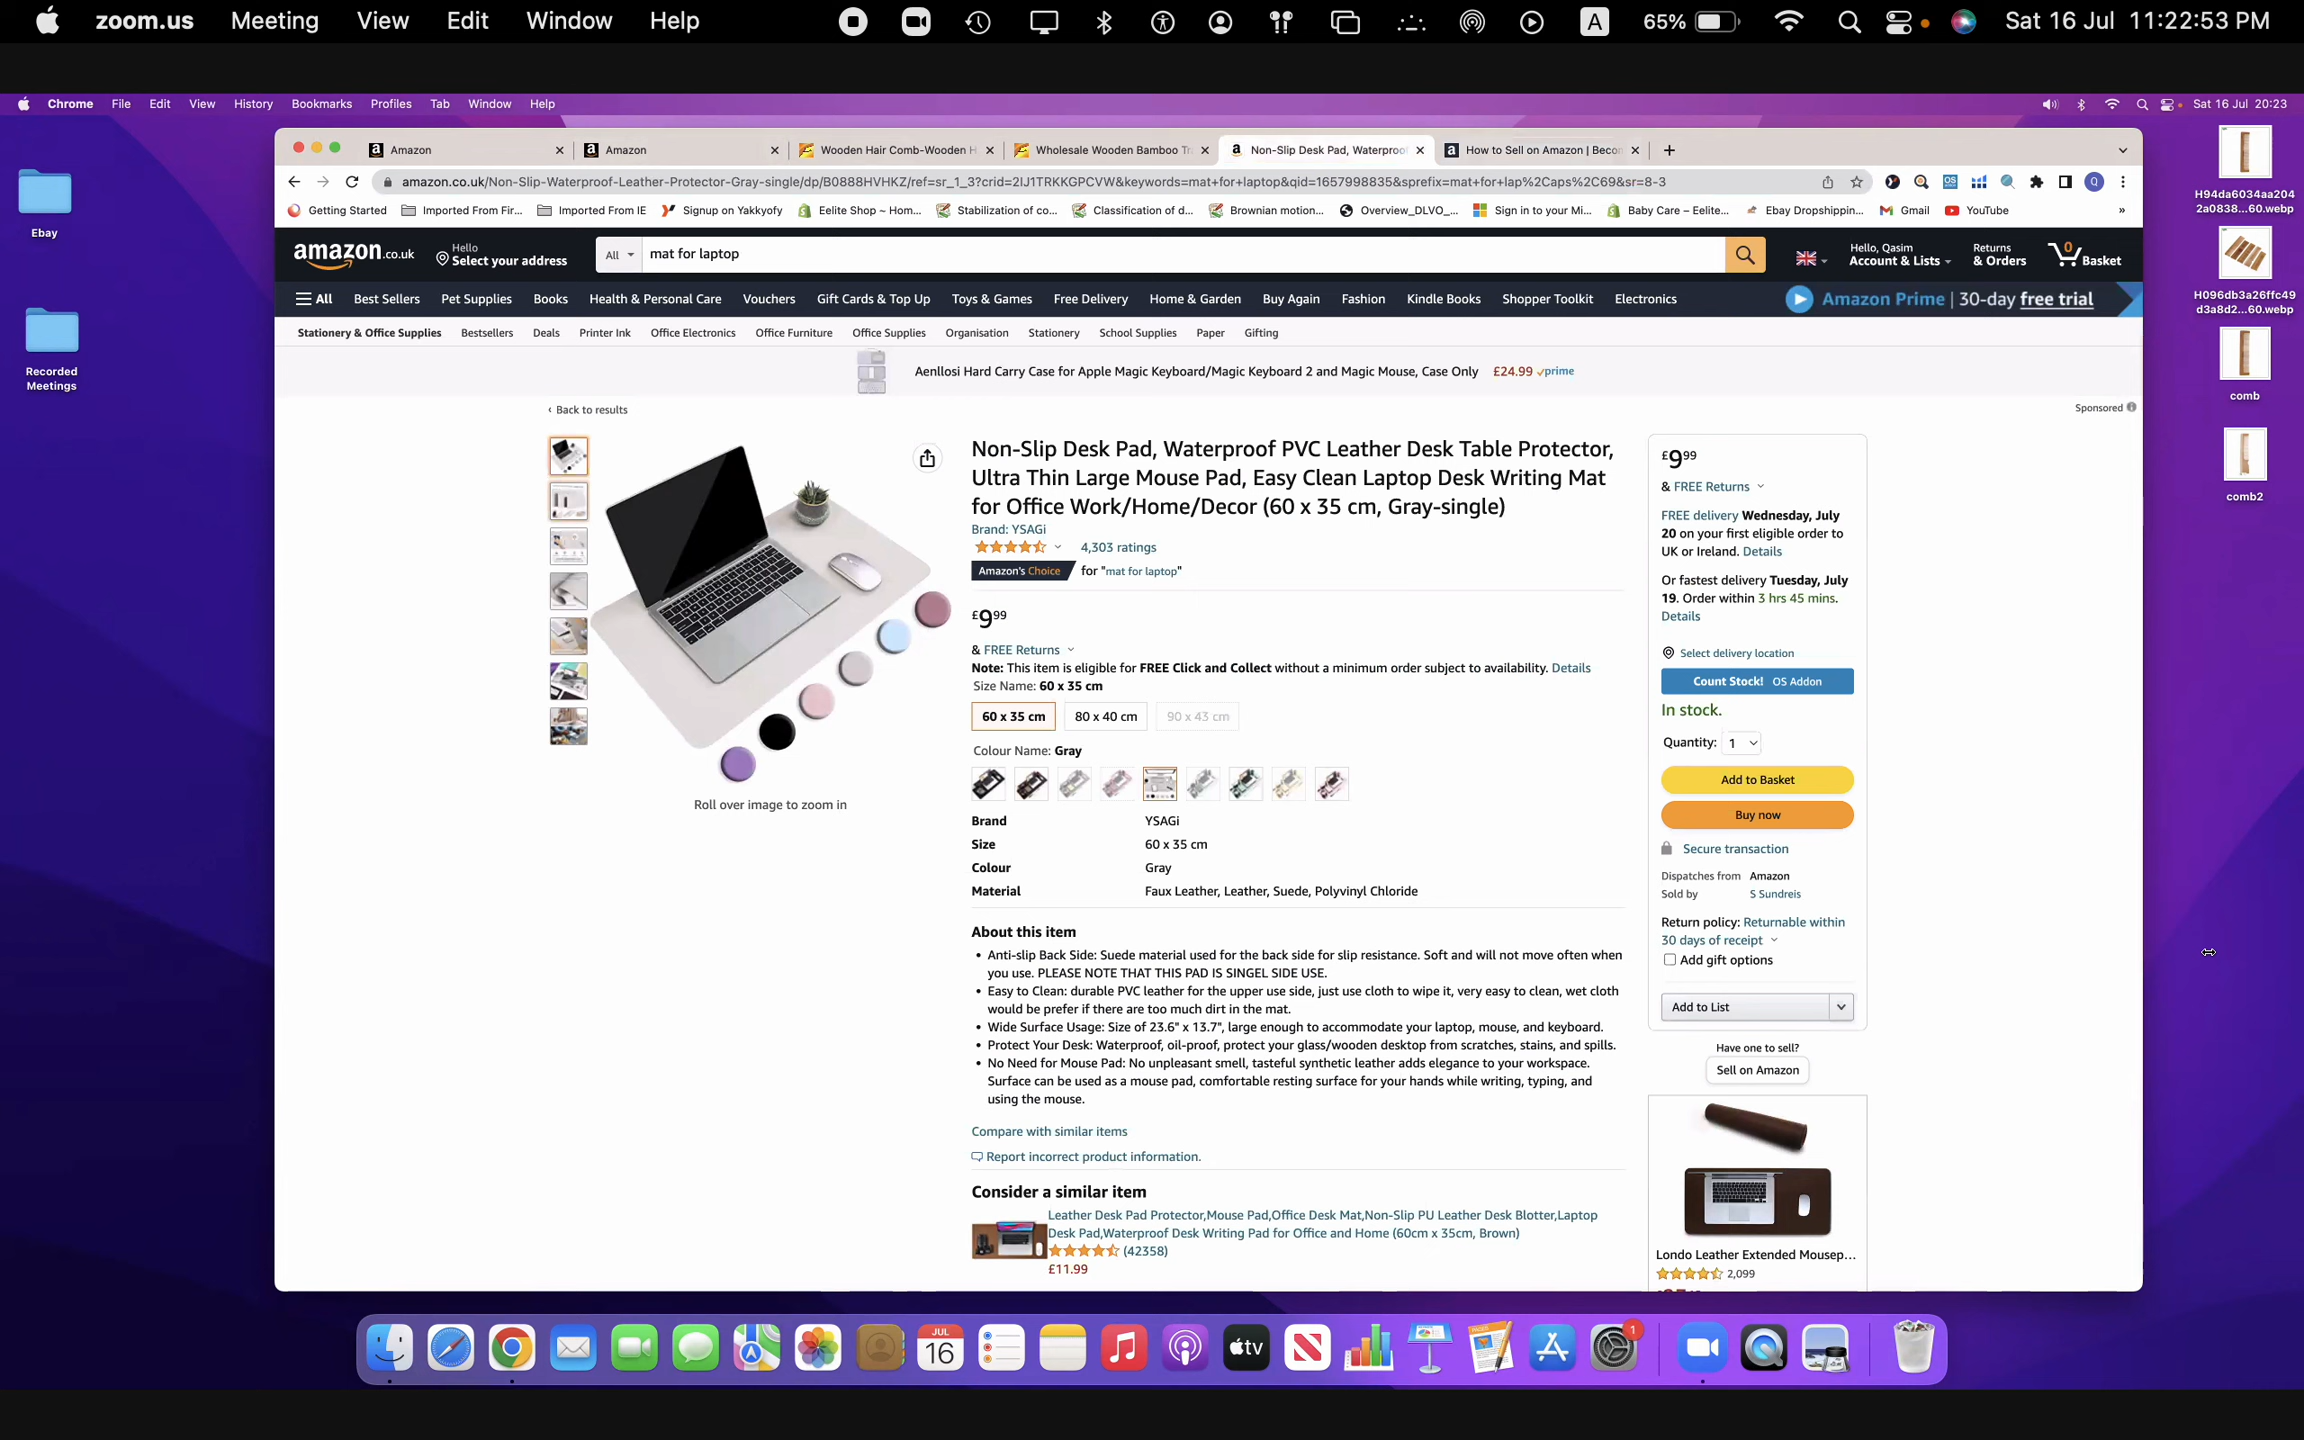 zoom.us Meeting View Edit Window Help A 65% Sat 16 Jul 11:22:53 PM
Chrome File Edit View History Bookmarks Profiles Tab Window Help Sat 16 Jul 20:23
Amazon Amazon Wooden Hair Comb-Wooden H Wholesale Wooden Bamboo Tr Non-Slip Desk Pad, Waterproof How to Sell on Amazon | Becom
amazon.co.uk/Non-Slip-Waterproof-Leather-Protector-Gray-single/dp/B0888HVHKZ/ref=sr_1_3?crid=2IJ1TRKKGPCVW&keywords=mat+for+laptop&qid=1657998835&sprefix=mat+for+lap%2Caps%2C69&sr=8-3
Getting Started Imported From Fir... Imported From IE Signup on Yakkyofy Eelite Shop ~ Hom... Stabilization of co... Classification of d... Brownian motion... Overview_DLVO_... Sign in to your Mi... Baby Care – Eelite... Ebay Dropshippin... Gmail YouTube »
Ebay
Recorded
Meetings
H94da6034aa204
2a0838...60.webp
H096db3a26ffc49
d3a8d2...60.webp
comb
comb2
amazon.co.uk Hello
Select your address
All mat for laptop
Hello, Qasim
Account & Lists
Returns
& Orders
0
Basket
All Best Sellers Pet Supplies Books Health & Personal Care Vouchers Gift Cards & Top Up Toys & Games Free Delivery Home & Garden Buy Again Fashion Kindle Books Shopper Toolkit Electronics Amazon Prime | 30-day free trial
Stationery & Office Supplies Bestsellers Deals Printer Ink Office Electronics Office Furniture Office Supplies Organisation Stationery School Supplies Paper Gifting
Aenllosi Hard Carry Case for Apple Magic Keyboard/Magic Keyboard 2 and Magic Mouse, Case Only £24.99 prime
Sponsored
‹ Back to results
Roll over image to zoom in
Non-Slip Desk Pad, Waterproof PVC Leather Desk Table Protector,
Ultra Thin Large Mouse Pad, Easy Clean Laptop Desk Writing Mat
for Office Work/Home/Decor (60 x 35 cm, Gray-single)
Brand: YSAGi
4,303 ratings
Amazon's Choice for "mat for laptop"
£9.99
& FREE Returns
Note: This item is eligible for FREE Click and Collect without a minimum order subject to availability. Details
Size Name: 60 x 35 cm
60 x 35 cm 80 x 40 cm 90 x 43 cm
Colour Name: Gray
Brand YSAGi
Size 60 x 35 cm
Colour Gray
Material Faux Leather, Leather, Suede, Polyvinyl Chloride
About this item
• Anti-slip Back Side: Suede material used for the back side for slip resistance. Soft and will not move often when
you use. PLEASE NOTE THAT THIS PAD IS SINGEL SIDE USE.
• Easy to Clean: durable PVC leather for the upper use side, just use cloth to wipe it, very easy to clean, wet cloth
would be prefer if there are too much dirt in the mat.
• Wide Surface Usage: Size of 23.6" x 13.7", large enough to accommodate your laptop, mouse, and keyboard.
• Protect Your Desk: Waterproof, oil-proof, protect your glass/wooden desktop from scratches, stains, and spills.
• No Need for Mouse Pad: No unpleasant smell, tasteful synthetic leather adds elegance to your workspace.
Surface can be used as a mouse pad, comfortable resting surface for your hands while writing, typing, and
using the mouse.
Compare with similar items
Report incorrect product information.
Consider a similar item
Leather Desk Pad Protector,Mouse Pad,Office Desk Mat,Non-Slip PU Leather Desk Blotter,Laptop
Desk Pad,Waterproof Desk Writing Pad for Office and Home (60cm x 35cm, Brown)
(42358)
£11.99
£9.99
& FREE Returns
FREE delivery Wednesday, July
20 on your first eligible order to
UK or Ireland. Details
Or fastest delivery Tuesday, July
19. Order within 3 hrs 45 mins.
Details
Select delivery location
Count Stock! OS Addon
In stock.
Quantity: 1
Add to Basket
Buy now
Secure transaction
Dispatches from Amazon
Sold by S Sundreis
Return policy: Returnable within
30 days of receipt
Add gift options
Add to List
Have one to sell?
Sell on Amazon
Londo Leather Extended Mousep...
2,099
JUL
16
tv
1